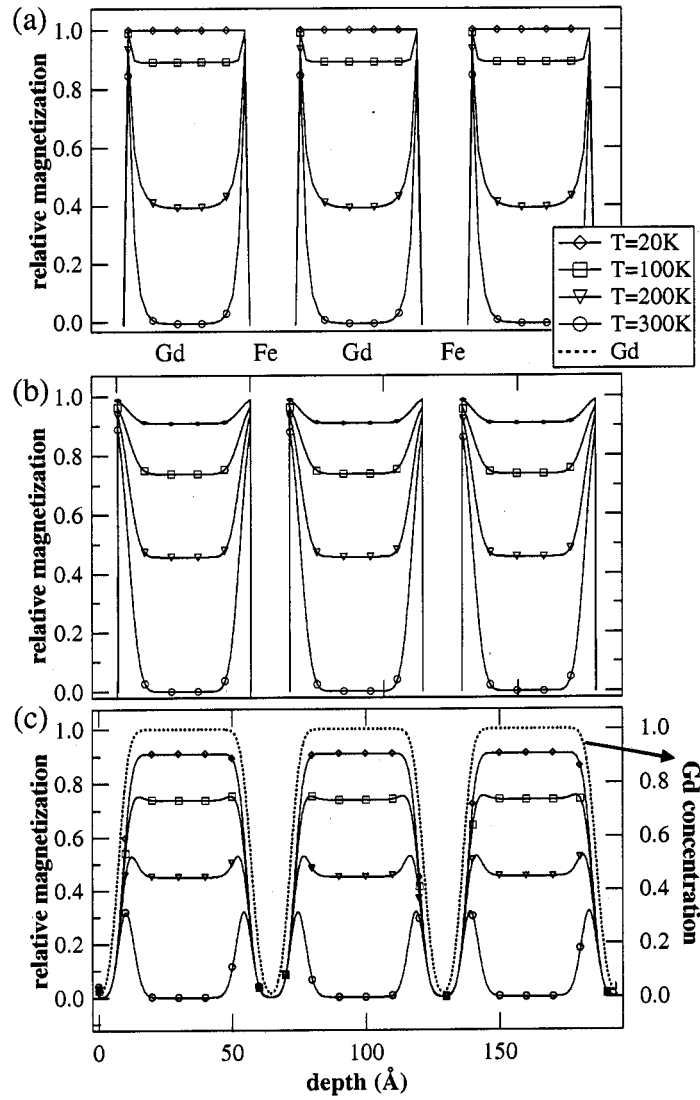 (a)
1.0
0.8
0.6
0.4
0.2
0.0
relative magnetization
Gd Fe Gd Fe
T=20K
T=100K
T=200K
T=300K
Gd
(b)
1.0
0.8
0.6
0.4
0.2
0.0
relative magnetization
(c)
1.0
0.8
0.6
0.4
0.2
0.0
relative magnetization
1.0
0.8
0.6
0.4
0.2
0.0
Gd concentration
0 50 100 150
depth (Å)